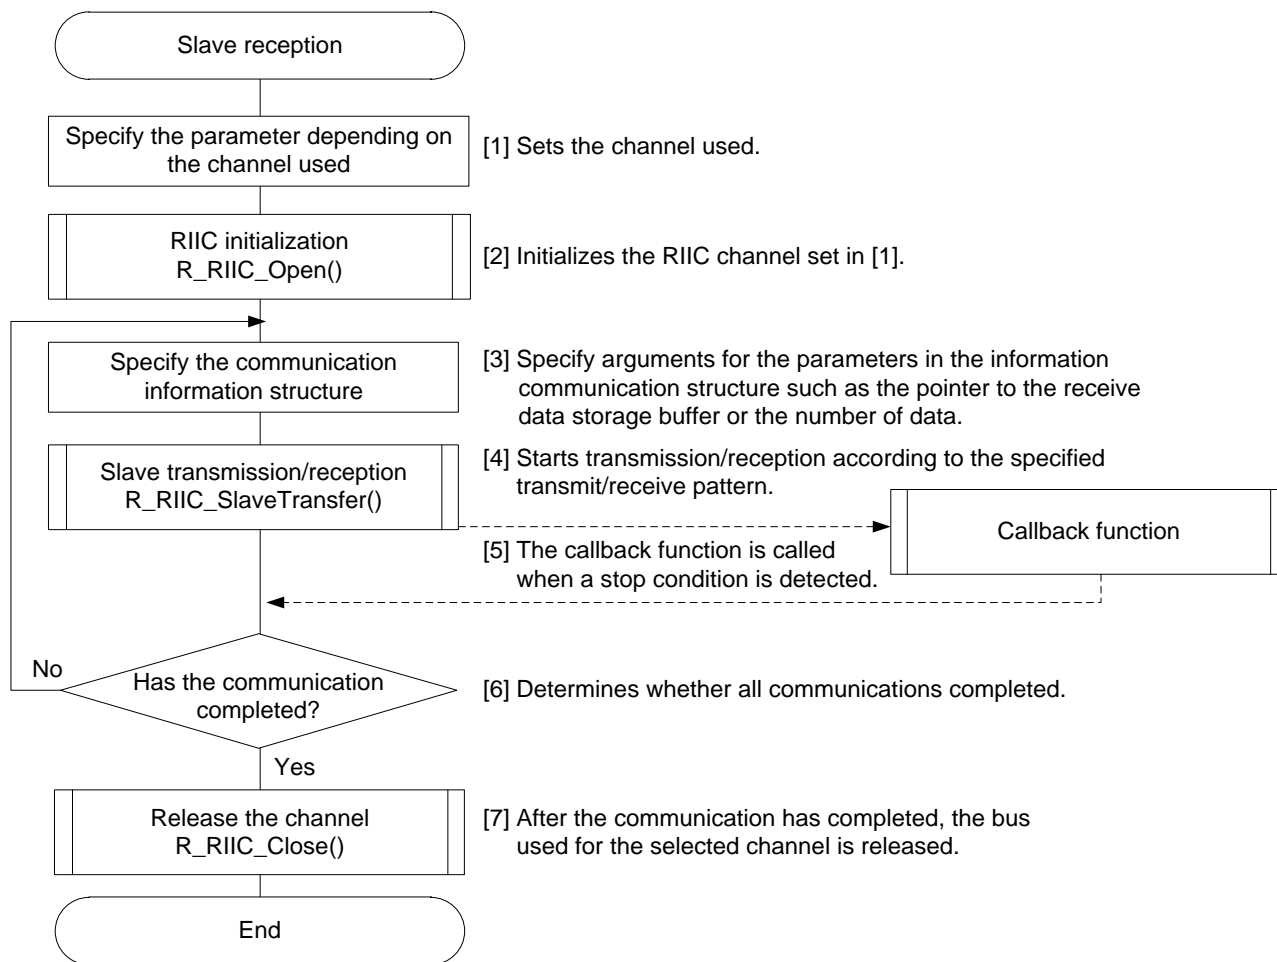 Slave reception
Specify the parameter depending on
the channel used
[1] Sets the channel used.
RIIC initialization
R_RIIC_Open()
[2] Initializes the RIIC channel set in [1].
Specify the communication
information structure
[3] Specify arguments for the parameters in the information
communication structure such as the pointer to the receive
data storage buffer or the number of data.
Slave transmission/reception
R_RIIC_SlaveTransfer()
[4] Starts transmission/reception according to the specified
transmit/receive pattern.
Callback function
[5] The callback function is called
when a stop condition is detected.
No
Has the communication
completed?
[6] Determines whether all communications completed.
Yes
Release the channel
R_RIIC_Close()
[7] After the communication has completed, the bus
used for the selected channel is released.
End